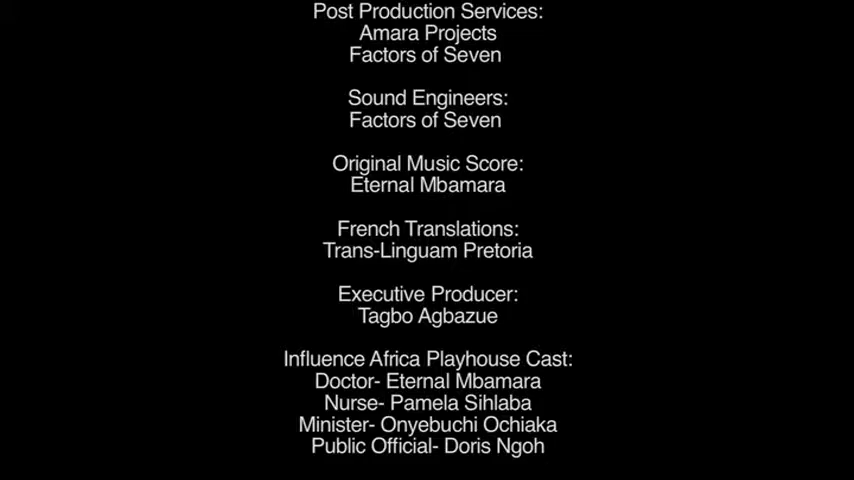 Post Production Services:
Amara Projects
Factors of Seven
Sound Engineers:
Factors of Seven
Original Music Score:
Eternal Mbamara
French Translations:
Trans-Linguam Pretoria
Executive Producer:
Tagbo Agbazue
Influence Africa Playhouse Cast:
Doctor- Eternal Mbamara
Nurse- Pamela Sihlaba
Minister- Onyebuchi Ochiaka
Public Official- Doris Ngoh